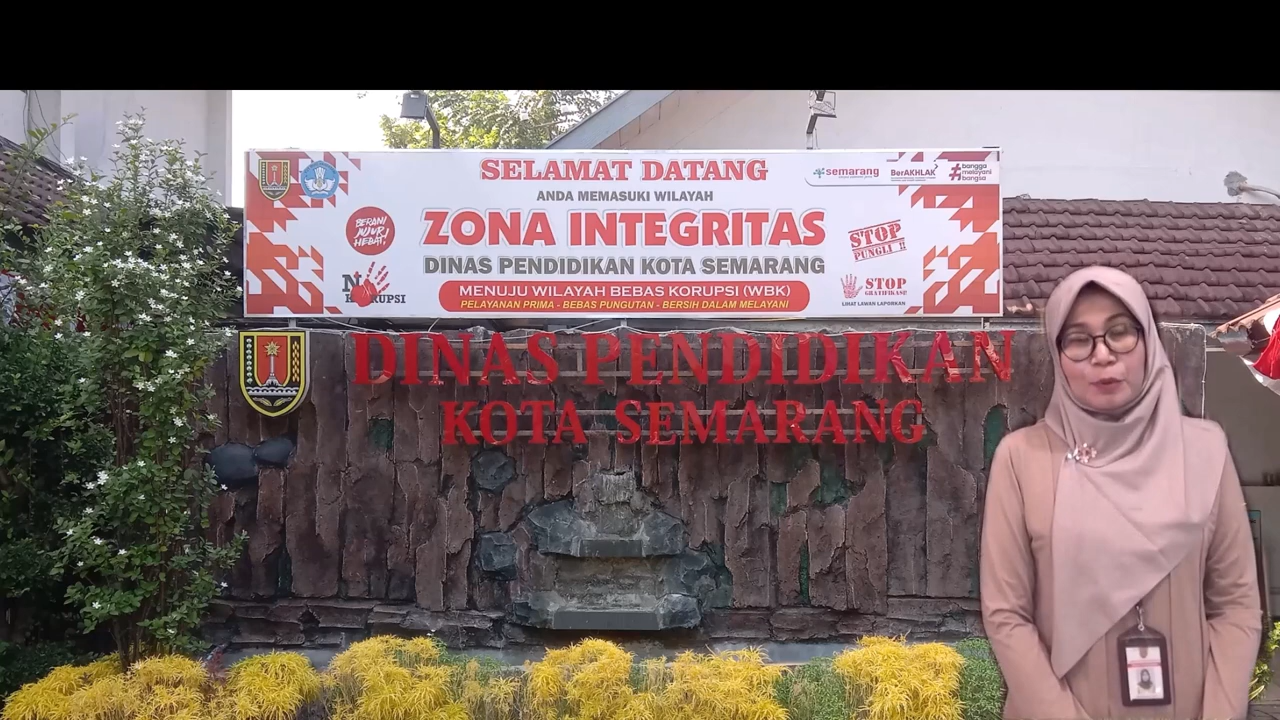 SELAMAT DATANG
semarang
BerAKHLAK
#bangga
melayani
bangsa
ANDA MEMASUKI WILAYAH
BERANI
JUJUR
HEBAT!
ZONA INTEGRITAS
STOP
PUNGLI !!
DINAS PENDIDIKAN KOTA SEMARANG
NO
KORUPSI
MENUJU WILAYAH BEBAS KORUPSI (WBK)
STOP
GRATIFIKASI!
PELAYANAN PRIMA - BEBAS PUNGUTAN - BERSIH DALAM MELAYANI
LIHAT LAWAN LAPORKAN
DINAS PENDIDIKAN
KOTA SEMARANG